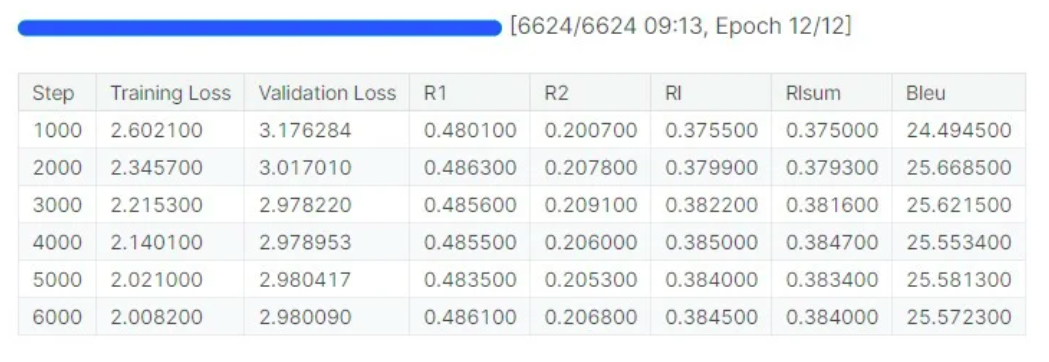 [6624/6624 09:13, Epoch 12/12]
Step Training Loss Validation Loss R1 R2 Rl Rlsum Bleu
1000 2.602100 3.176284 0.480100 0.200700 0.375500 0.375000 24.494500
2000 2.345700 3.017010 0.486300 0.207800 0.379900 0.379300 25.668500
3000 2.215300 2.978220 0.485600 0.209100 0.382200 0.381600 25.621500
4000 2.140100 2.978953 0.485500 0.206000 0.385000 0.384700 25.553400
5000 2.021000 2.980417 0.483500 0.205300 0.384000 0.383400 25.581300
6000 2.008200 2.980090 0.486100 0.206800 0.384500 0.384000 25.572300